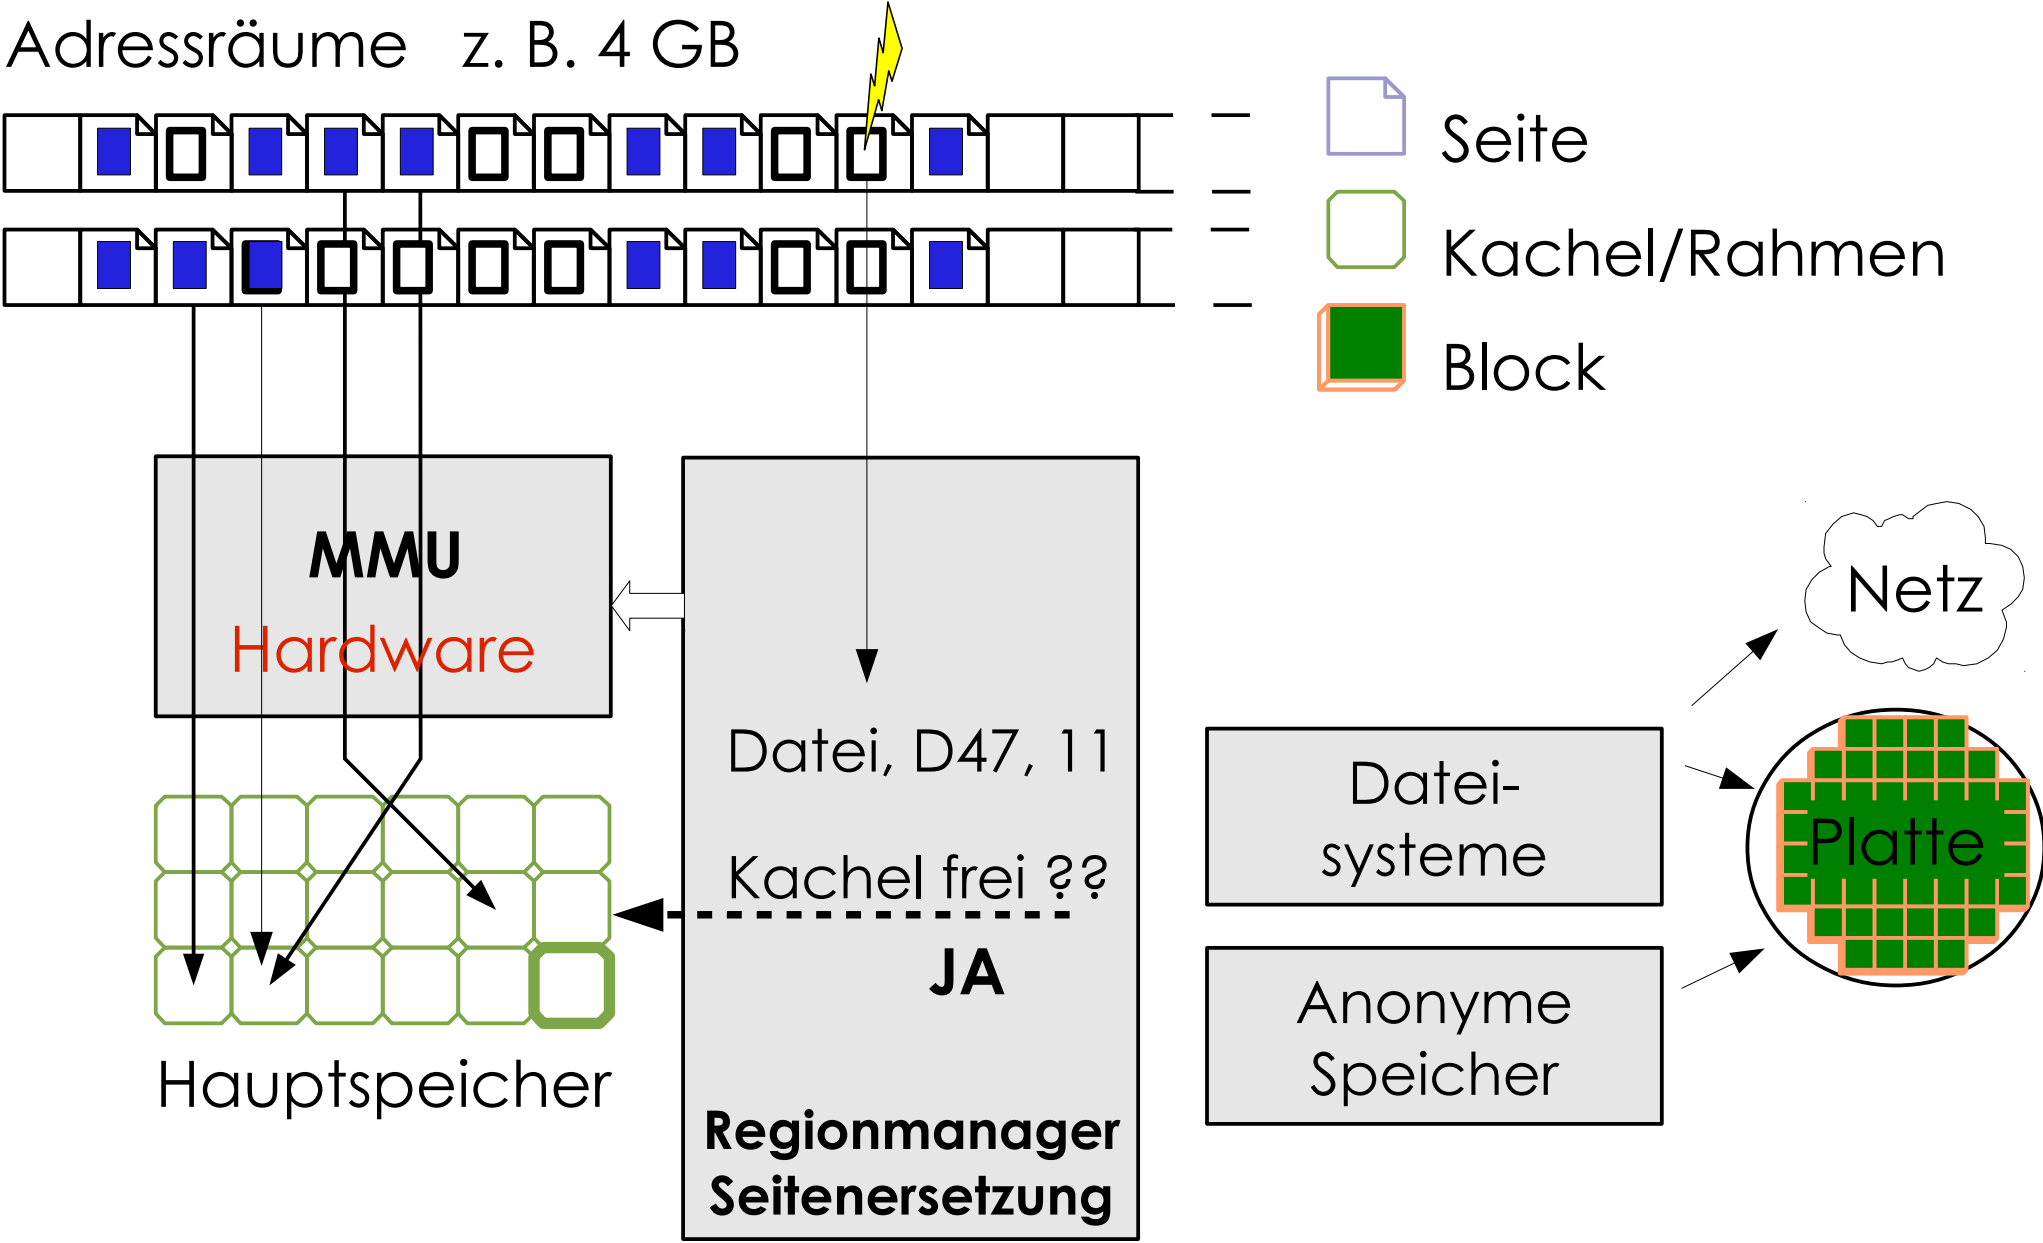 Adressräume z. B. 4 GB
Seite
Kachel/Rahmen
Block
MMU
Hardware
Datei, D47, 11
Kachel frei ??
JA
Regionmanager
Seitenersetzung
Hauptspeicher
Datei-
systeme
Anonyme
Speicher
Netz
Platte